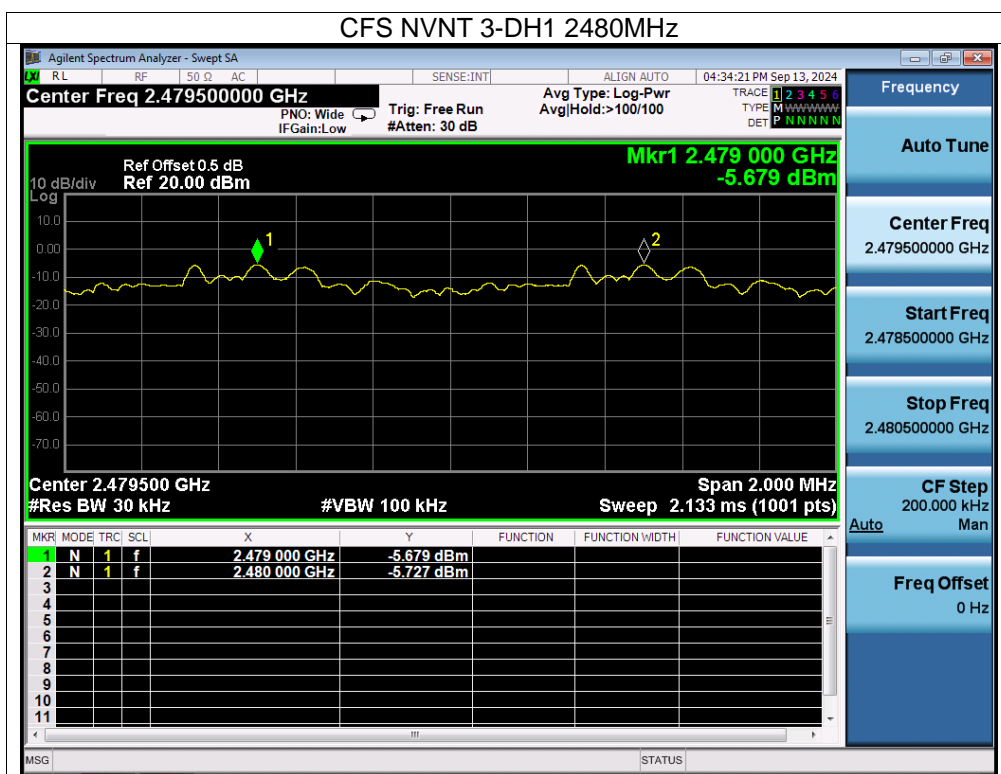 CFS NVNT 3-DH1 2480MHz
Agilent Spectrum Analyzer - Swept SA
LXI RL RF 50 Ω AC SENSE:INT ALIGN AUTO 04:34:21 PM Sep 13, 2024
Center Freq 2.479500000 GHz
PNO: Wide
IFGain:Low
Trig: Free Run
#Atten: 30 dB
Avg Type: Log-Pwr
Avg|Hold:>100/100
TRACE 1 2 3 4 5 6
TYPE M WWWWW
DET P N N N N N
Mkr1 2.479 000 GHz
-5.679 dBm
Ref Offset 0.5 dB
10 dB/div Ref 20.00 dBm
Log
10.0
0.00
-10.0
-20.0
-30.0
-40.0
-50.0
-60.0
-70.0
1
2
Center 2.479500 GHz Span 2.000 MHz
#Res BW 30 kHz #VBW 100 kHz Sweep 2.133 ms (1001 pts)
MKR MODE TRC SCL X Y FUNCTION FUNCTION WIDTH FUNCTION VALUE
1 N 1 f 2.479 000 GHz -5.679 dBm
2 N 1 f 2.480 000 GHz -5.727 dBm
3
4
5
6
7
8
9
10
11
MSG STATUS
Frequency
Auto Tune
Center Freq
2.479500000 GHz
Start Freq
2.478500000 GHz
Stop Freq
2.480500000 GHz
CF Step
200.000 kHz
Auto Man
Freq Offset
0 Hz